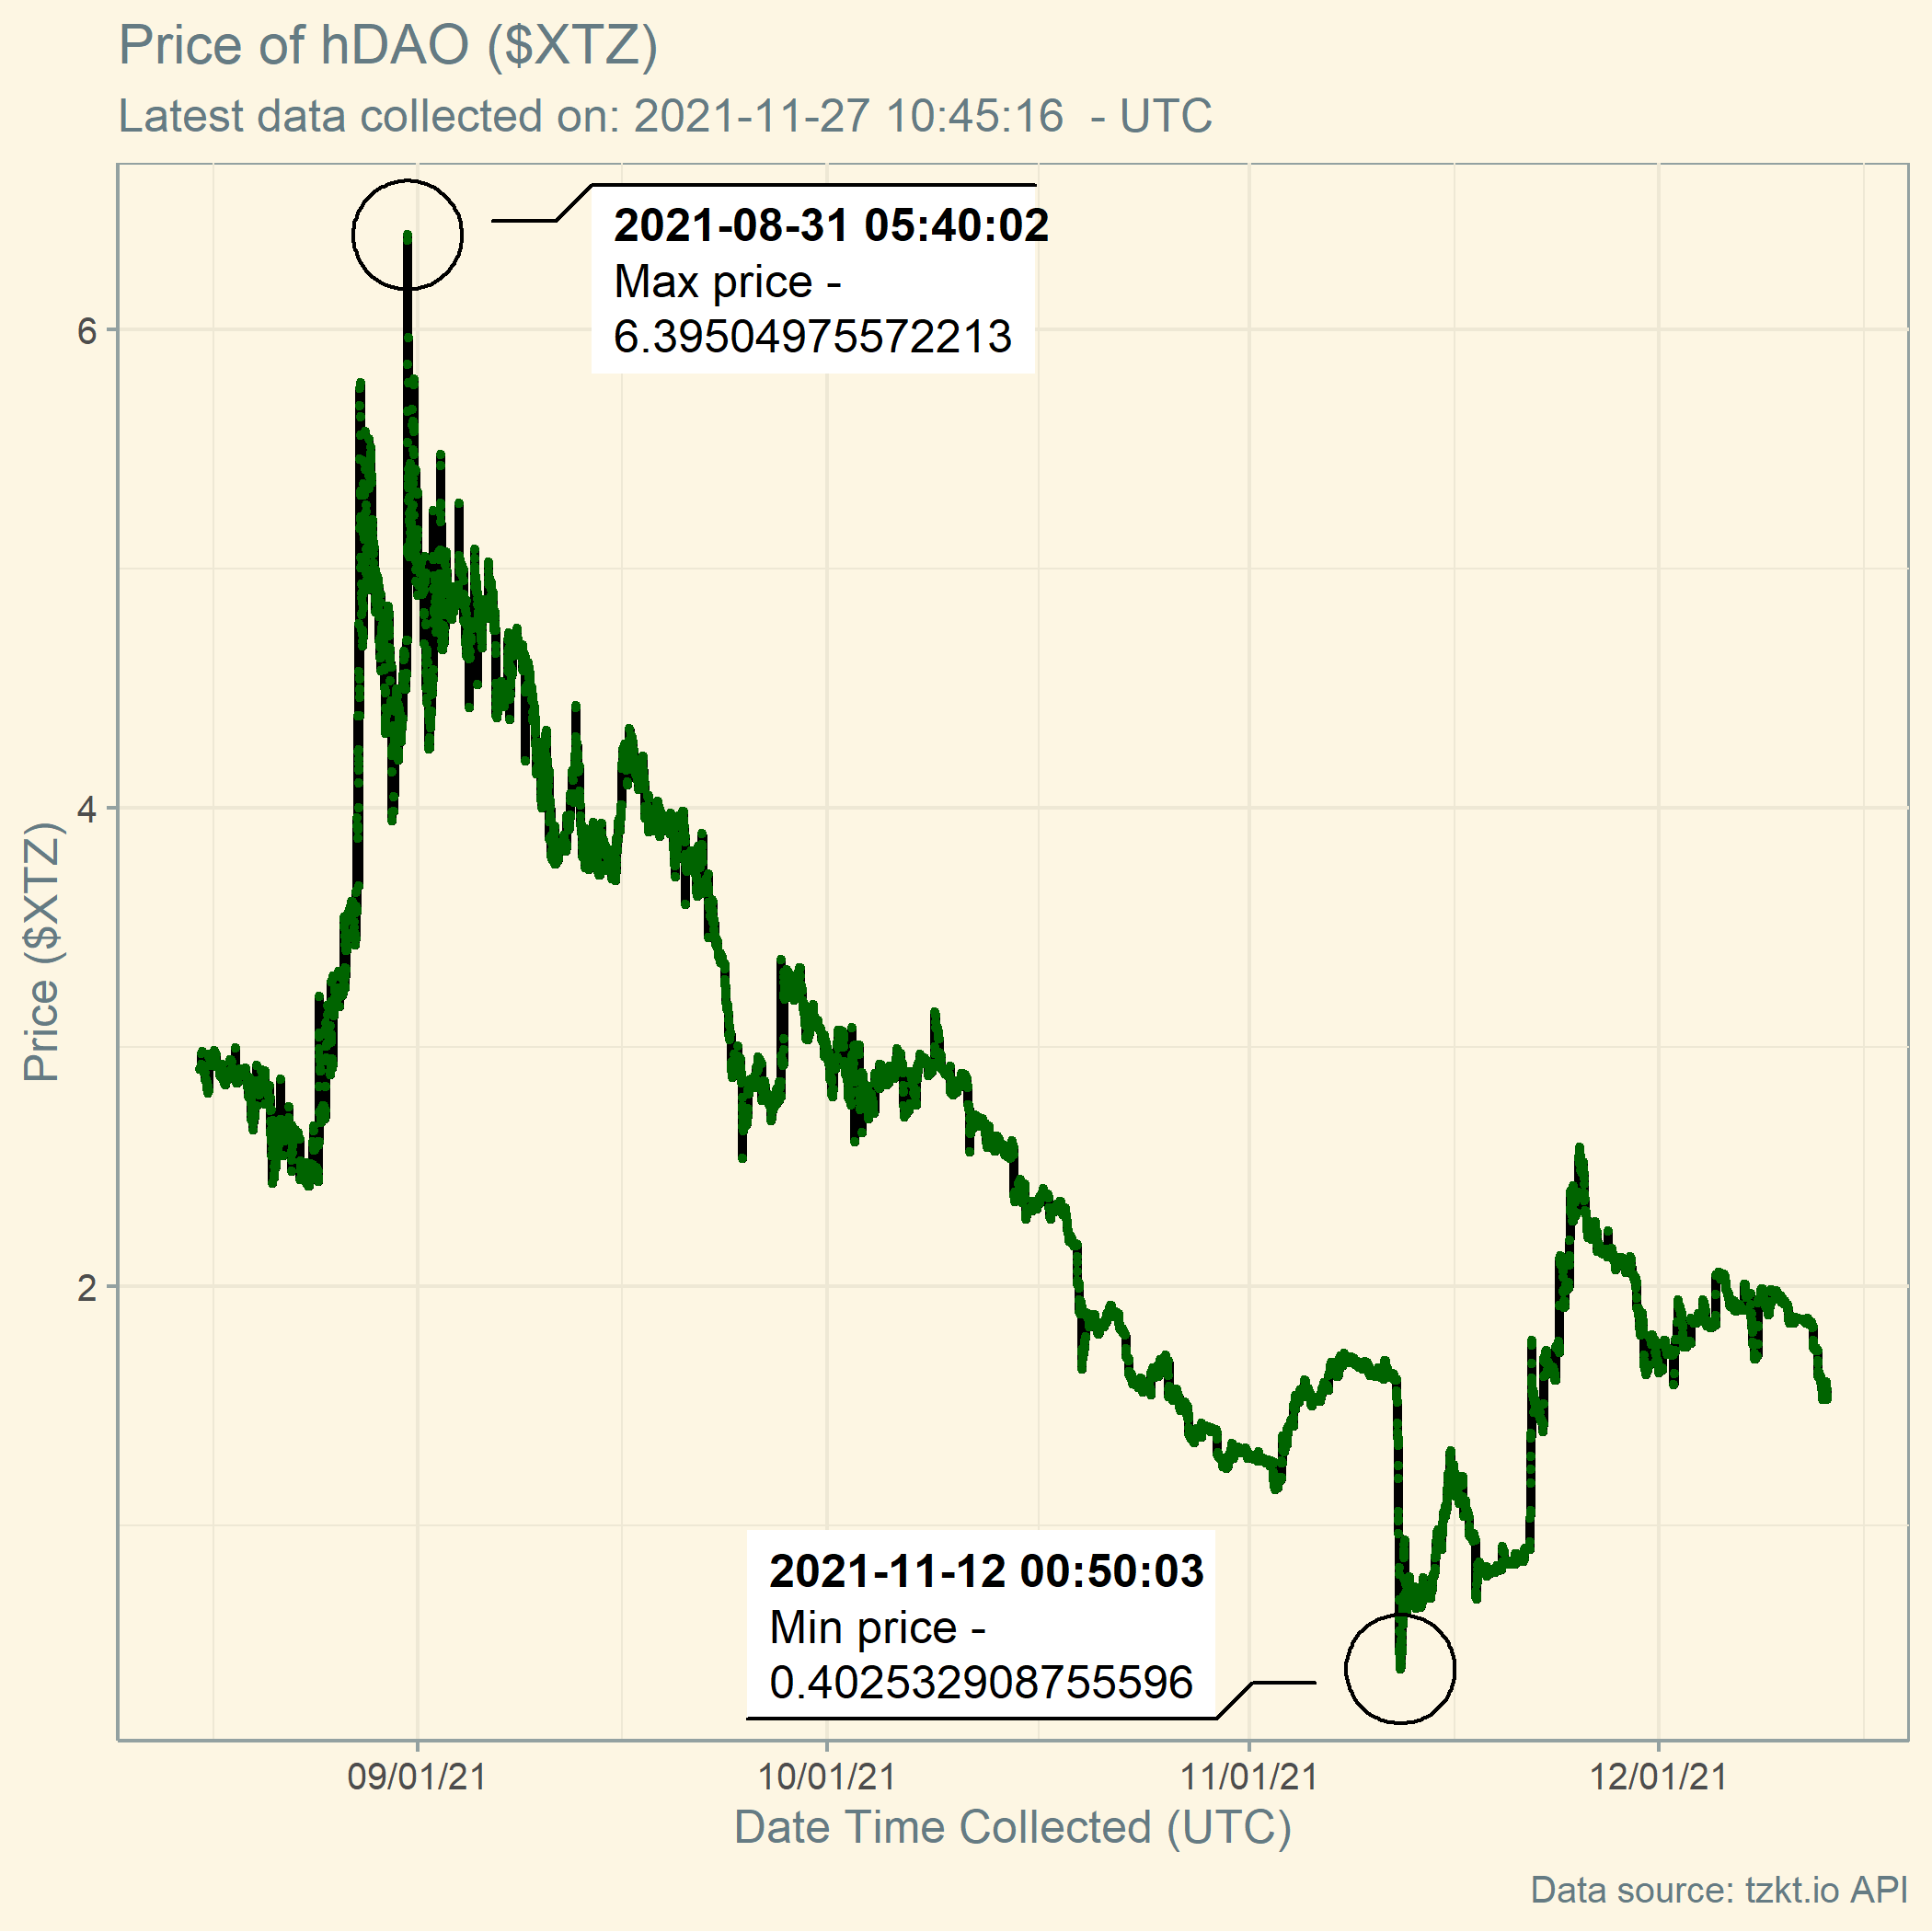 Price of hDAO ($XTZ)
Latest data collected on: 2021-11-27 10:45:16  - UTC
2021-08-31 05:40:02
Max price -
6.39504975572213
6
4
2
Price ($XTZ)
2021-11-12 00:50:03
Min price -
0.402532908755596
09/01/21
10/01/21
11/01/21
12/01/21
Date Time Collected (UTC)
Data source: tzkt.io API